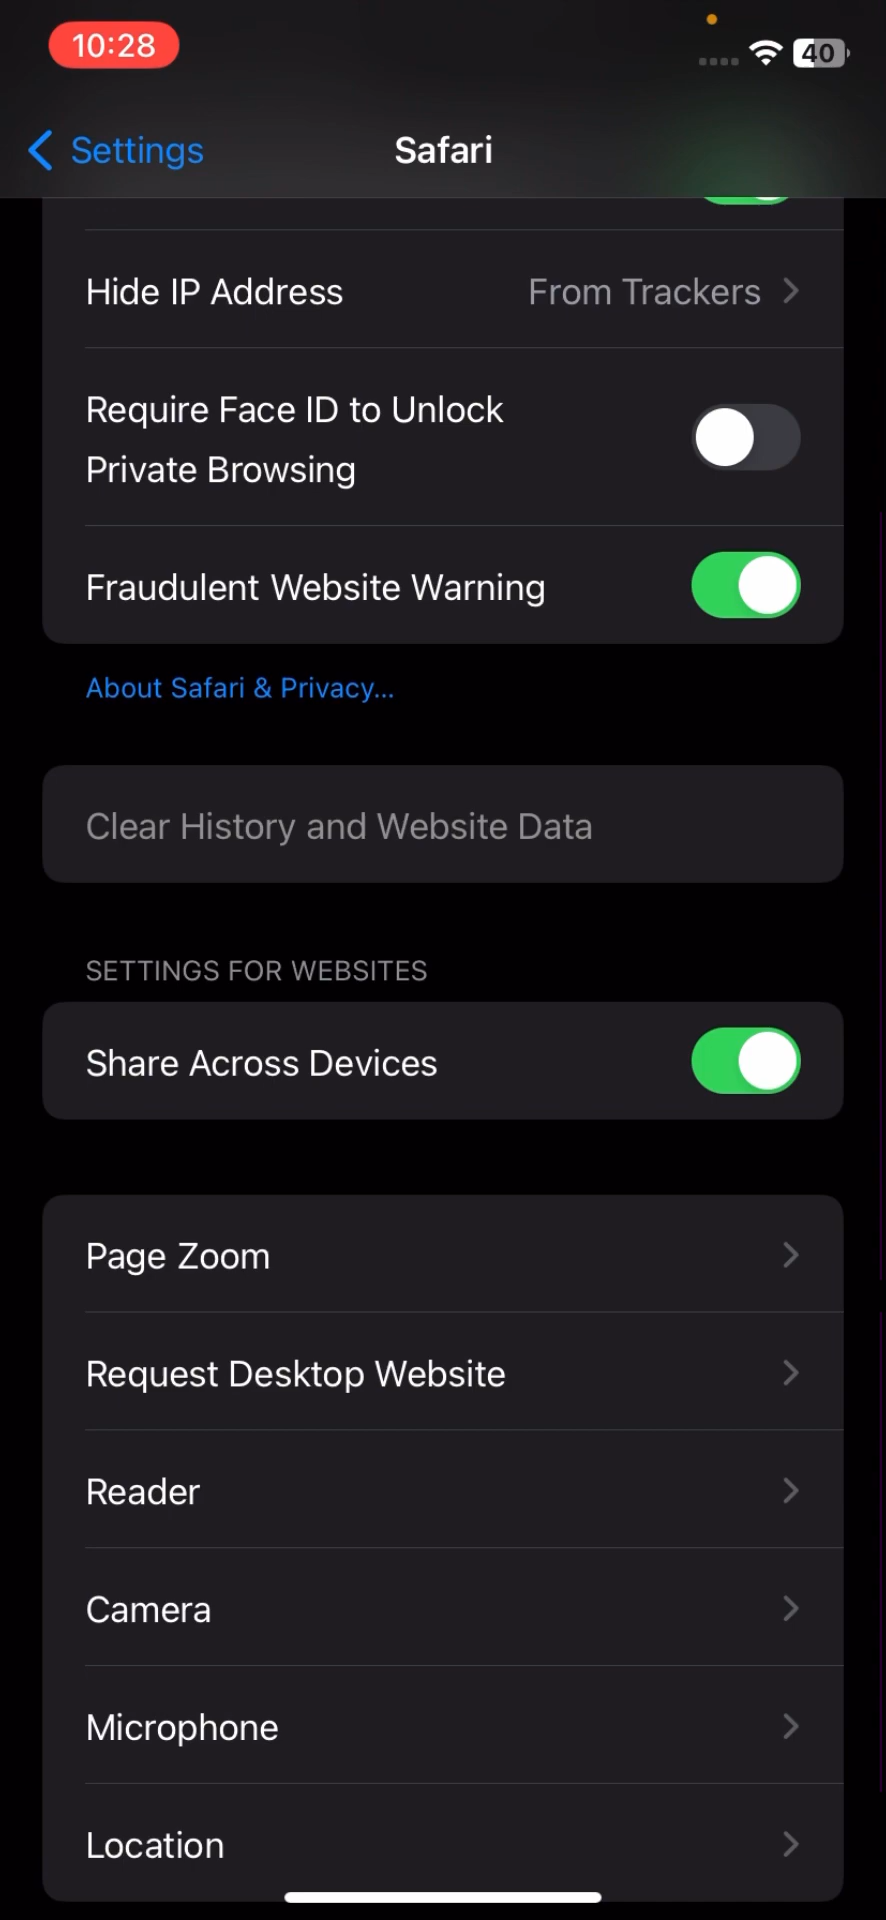 10:28
40
Settings
Safari
Hide IP Address
From Trackers
Require Face ID to Unlock
Private Browsing
Fraudulent Website Warning
About Safari & Privacy...
Clear History and Website Data
SETTINGS FOR WEBSITES
Share Across Devices
Page Zoom
Request Desktop Website
Reader
Camera
Microphone
Location